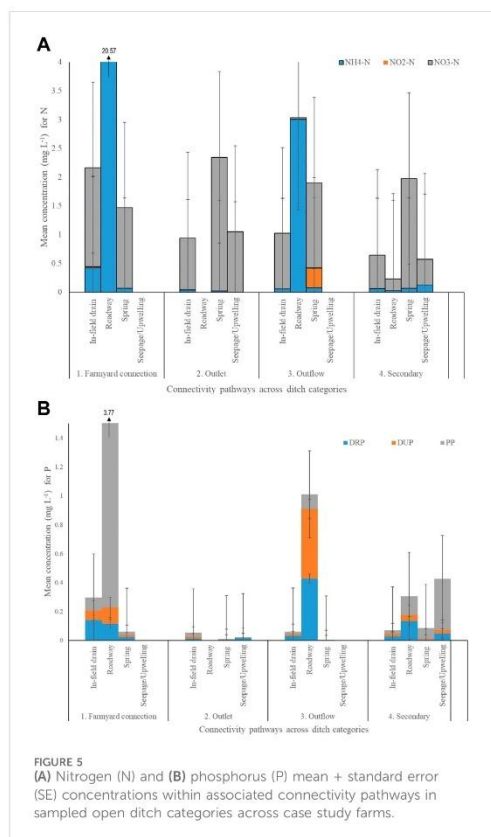 A
20.57
NH4-N NO2-N NO3-N
Mean concentration (mg L⁻¹) for N
4
3.5
3
2.5
2
1.5
1
0.5
0
In-field drain
Roadway
Spring
Seepage/Upwelling
In-field drain
Roadway
Spring
Seepage/Upwelling
In-field drain
Roadway
Spring
Seepage/Upwelling
In-field drain
Roadway
Spring
Seepage/Upwelling
1. Farmyard connection 2. Outlet 3. Outflow 4. Secondary
Connectivity pathways across ditch categories
B
3.77
DRP DUP PP
Mean concentration (mg L⁻¹) for P
1.4
1.2
1
0.8
0.6
0.4
0.2
0
In-field drain
Roadway
Spring
Seepage/Upwelling
In-field drain
Roadway
Spring
Seepage/Upwelling
In-field drain
Roadway
Spring
Seepage/Upwelling
In-field drain
Roadway
Spring
Seepage/Upwelling
1. Farmyard connection 2. Outlet 3. Outflow 4. Secondary
Connectivity pathways across ditch categories
FIGURE 5
(A) Nitrogen (N) and (B) phosphorus (P) mean + standard error
(SE) concentrations within associated connectivity pathways in
sampled open ditch categories across case study farms.